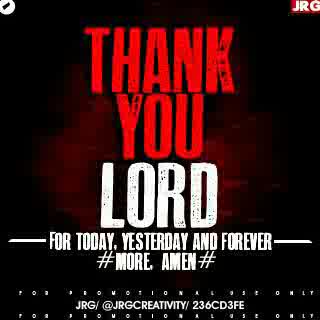 JRG
THANK
YOU
LORD
FOR TODAY, YESTERDAY AND FOREVER
#MORE, AMEN#
FOR PROMOTIONAL USE ONLY
JRG/ @JRGCREATIVITY/ 236CD3FE
FOR PROMOTIONAL USE ONLY